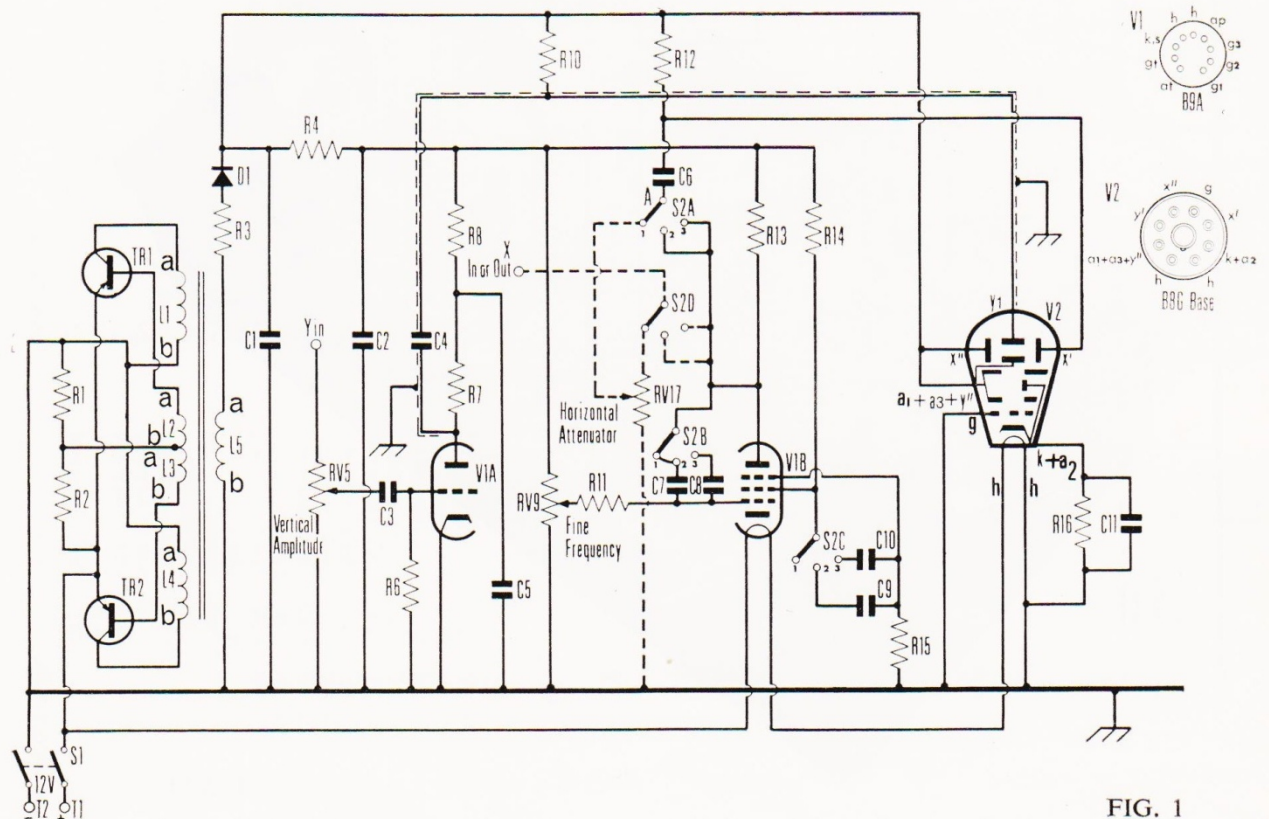 R10
R12
V1
h h ap
k,s g3
gt g2
at gt
B9A
R4
D1
R3
C6
A
S2A
1 2 3
R8
R13
R14
X
In or Out
V2
x" g
y' x'
a1+a3+y" k+a2
h h
B8G Base
TR1
a
L1
b
S2D
Y1 V2
C1
Y in
C2
C4
R7
x" x'
R1
a
b L2
a L3
b
a
L5
b
RV17
Horizontal
Attenuator
a1 + a3 + y"
g
S2B
1 2 3
V1B
k+a2
R2
RV5
C3
V1A
RV9
R11
C7
C8
h h
Vertical
Amplitude
Fine
Frequency
R16
C11
a
L4
b
S2C
1 2 3
C10
TR2
R6
C5
C9
R15
S1
12V
T2 T1
FIG. 1